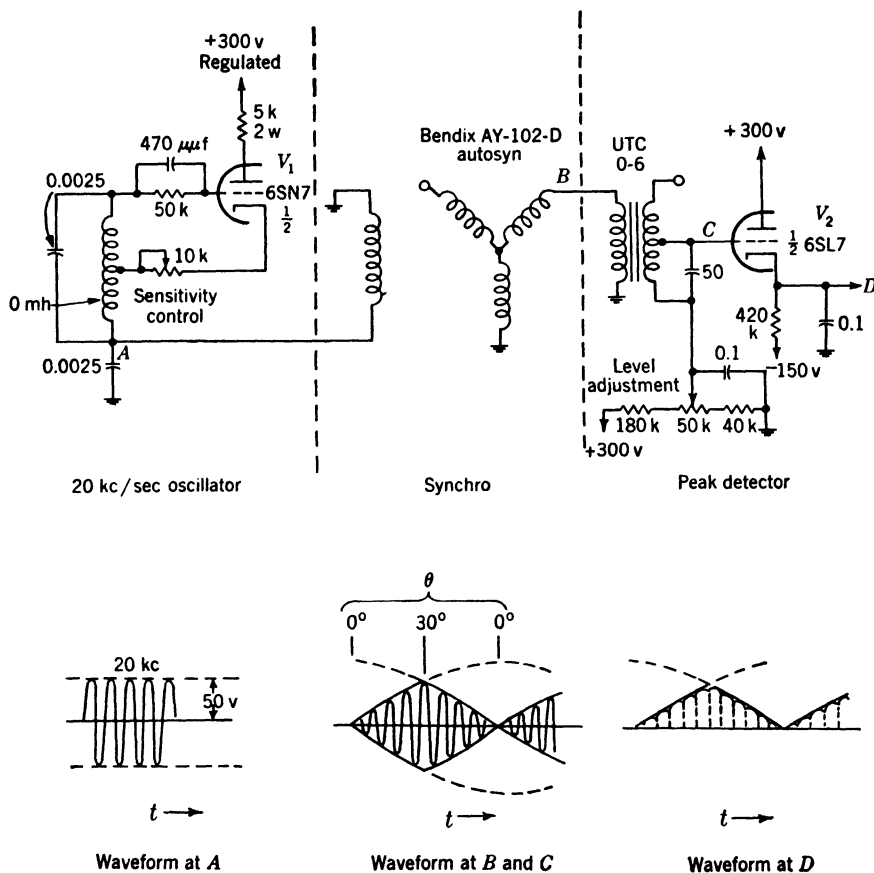 +300 v
Regulated
5 k
2 w
470 μμf
V₁
0.0025
6SN7
50 k
1/2
10 k
0 mh
Sensitivity
control
A
0.0025
20 kc/sec oscillator
Bendix AY-102-D
autosyn
B
Synchro
UTC
0-6
+300 v
C
V₂
1/2 6SL7
50
D
420
k
0.1
0.1
-150 v
Level
adjustment
180 k
50 k
40 k
+300 v
Peak detector
θ
0°
30°
0°
20 kc
50 v
t
t
t
Waveform at A
Waveform at B and C
Waveform at D